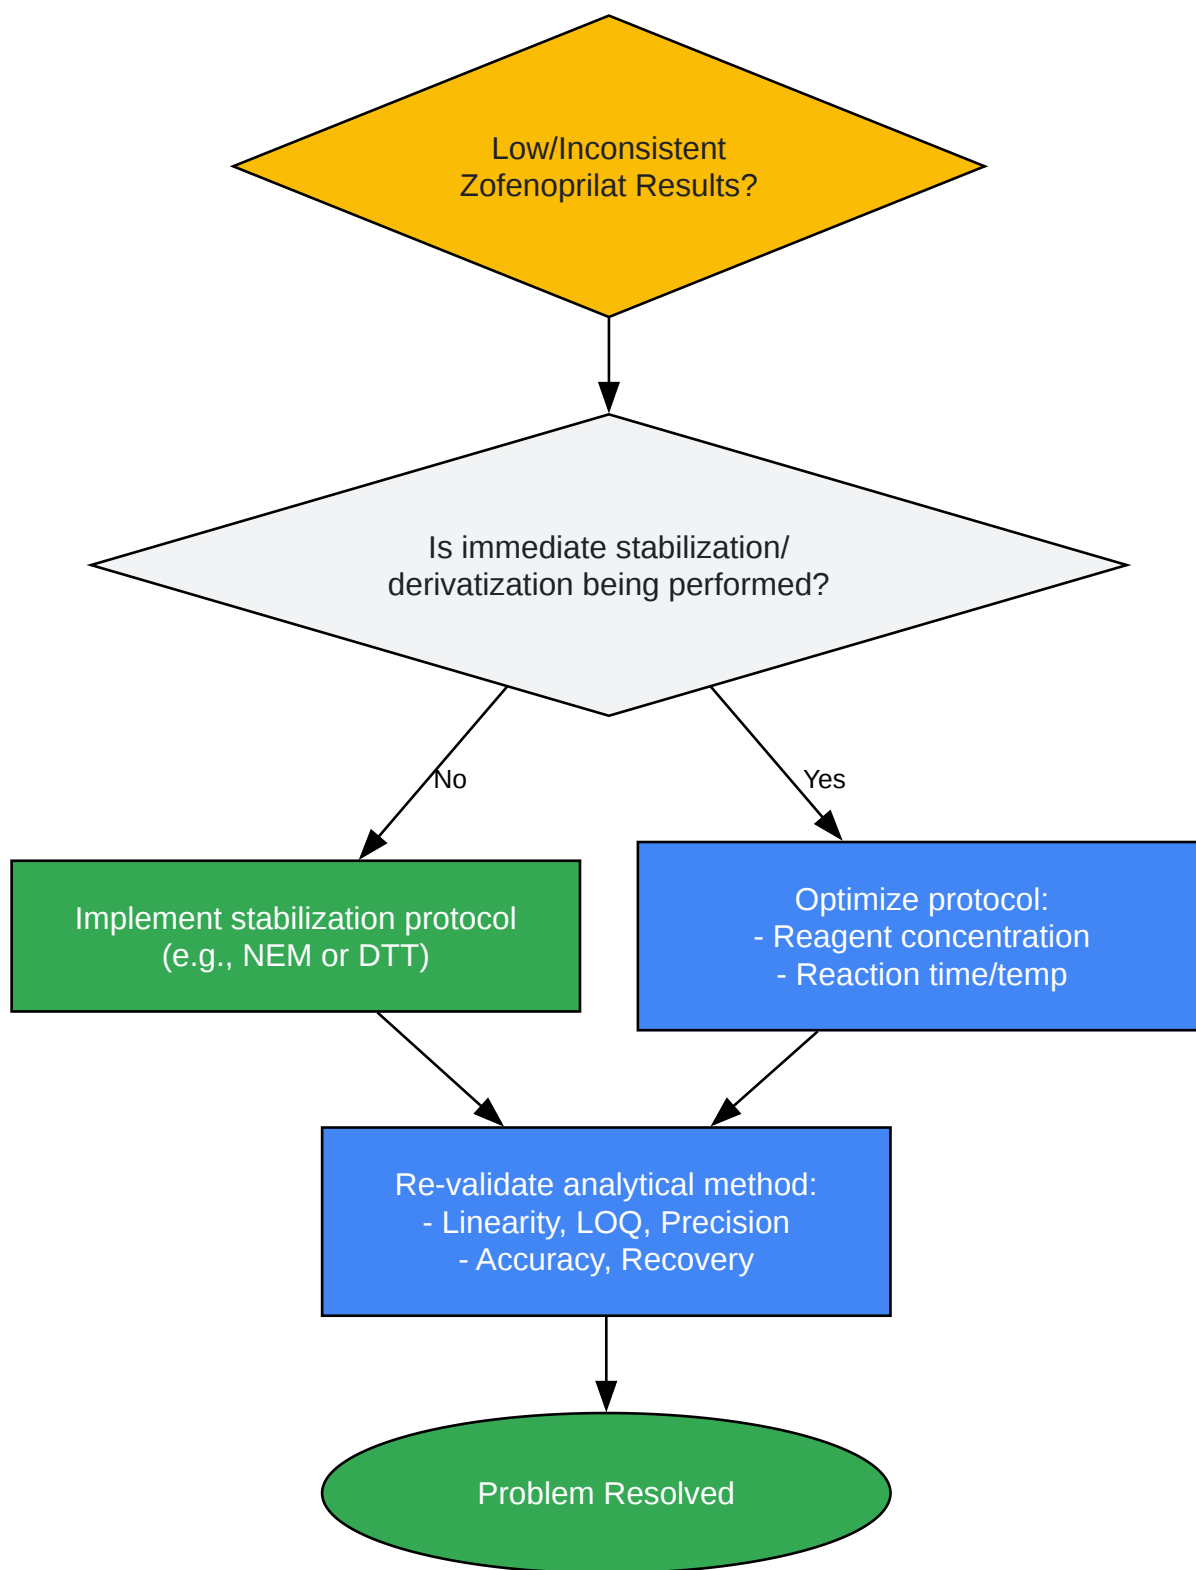 Low/Inconsistent
Zofenoprilat Results?
Is immediate stabilization/
derivatization being performed?
No
Yes
Implement stabilization protocol
(e.g., NEM or DTT)
Optimize protocol:
- Reagent concentration
- Reaction time/temp
Re-validate analytical method:
- Linearity, LOQ, Precision
- Accuracy, Recovery
Problem Resolved